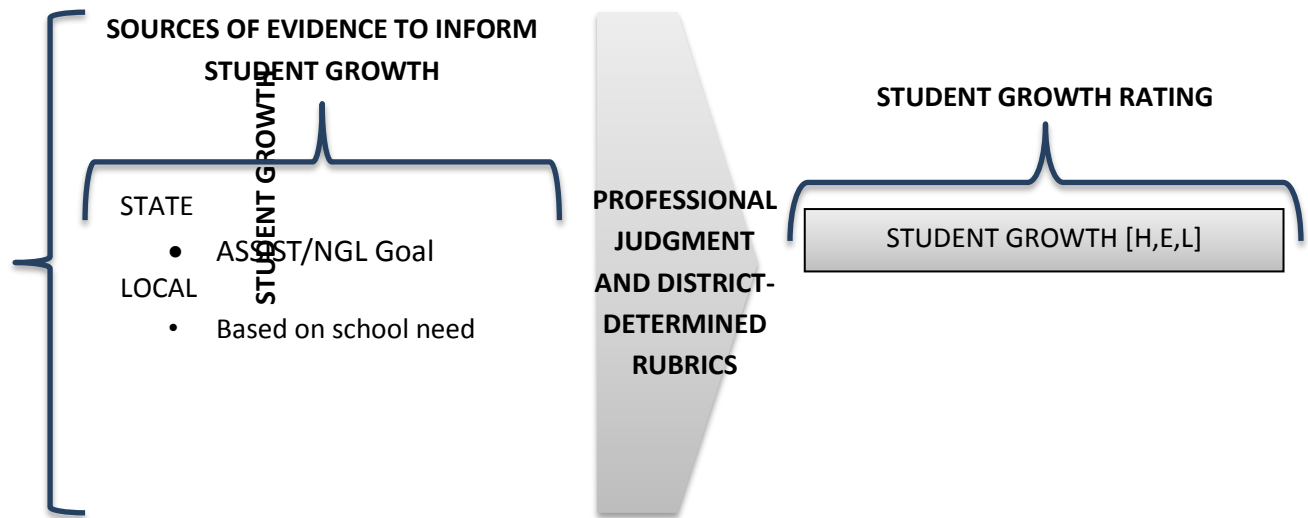 SOURCES OF EVIDENCE TO INFORM
STUDENT GROWTH
STUDENT GROWTH
STATE
● ASSIST/NGL Goal
LOCAL
• Based on school need
PROFESSIONAL
JUDGMENT
AND DISTRICT-
DETERMINED
RUBRICS
STUDENT GROWTH RATING
STUDENT GROWTH [H,E,L]